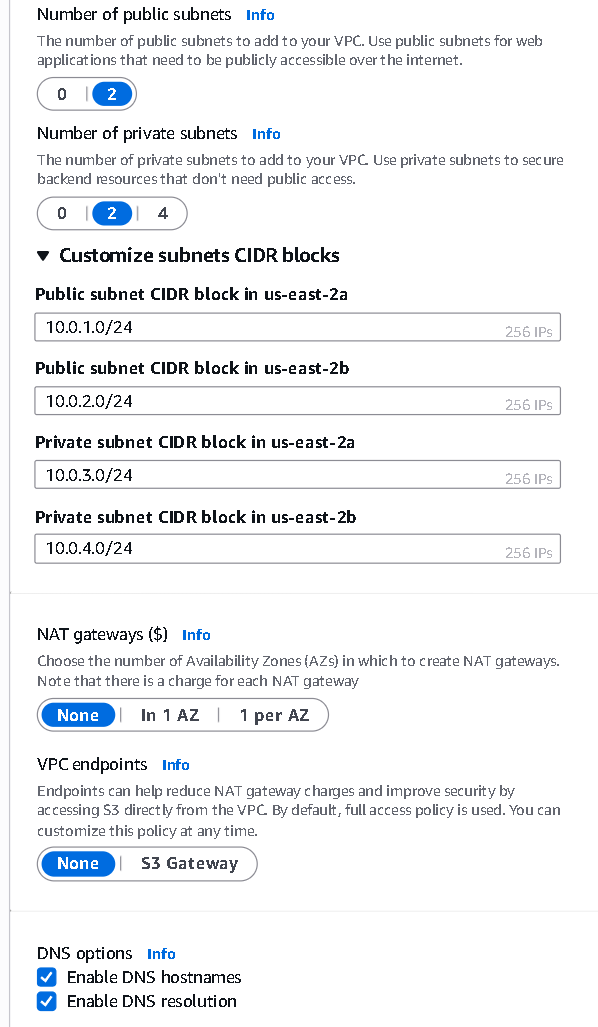 Number of public subnets Info
The number of public subnets to add to your VPC. Use public subnets for web
applications that need to be publicly accessible over the internet.
0 2
Number of private subnets Info
The number of private subnets to add to your VPC. Use private subnets to secure
backend resources that don't need public access.
0 2 4
Customize subnets CIDR blocks
Public subnet CIDR block in us-east-2a
10.0.1.0/24 256 IPs
Public subnet CIDR block in us-east-2b
10.0.2.0/24 256 IPs
Private subnet CIDR block in us-east-2a
10.0.3.0/24 256 IPs
Private subnet CIDR block in us-east-2b
10.0.4.0/24 256 IPs
NAT gateways ($) Info
Choose the number of Availability Zones (AZs) in which to create NAT gateways.
Note that there is a charge for each NAT gateway
None In 1 AZ 1 per AZ
VPC endpoints Info
Endpoints can help reduce NAT gateway charges and improve security by
accessing S3 directly from the VPC. By default, full access policy is used. You can
customize this policy at any time.
None S3 Gateway
DNS options Info
Enable DNS hostnames
Enable DNS resolution